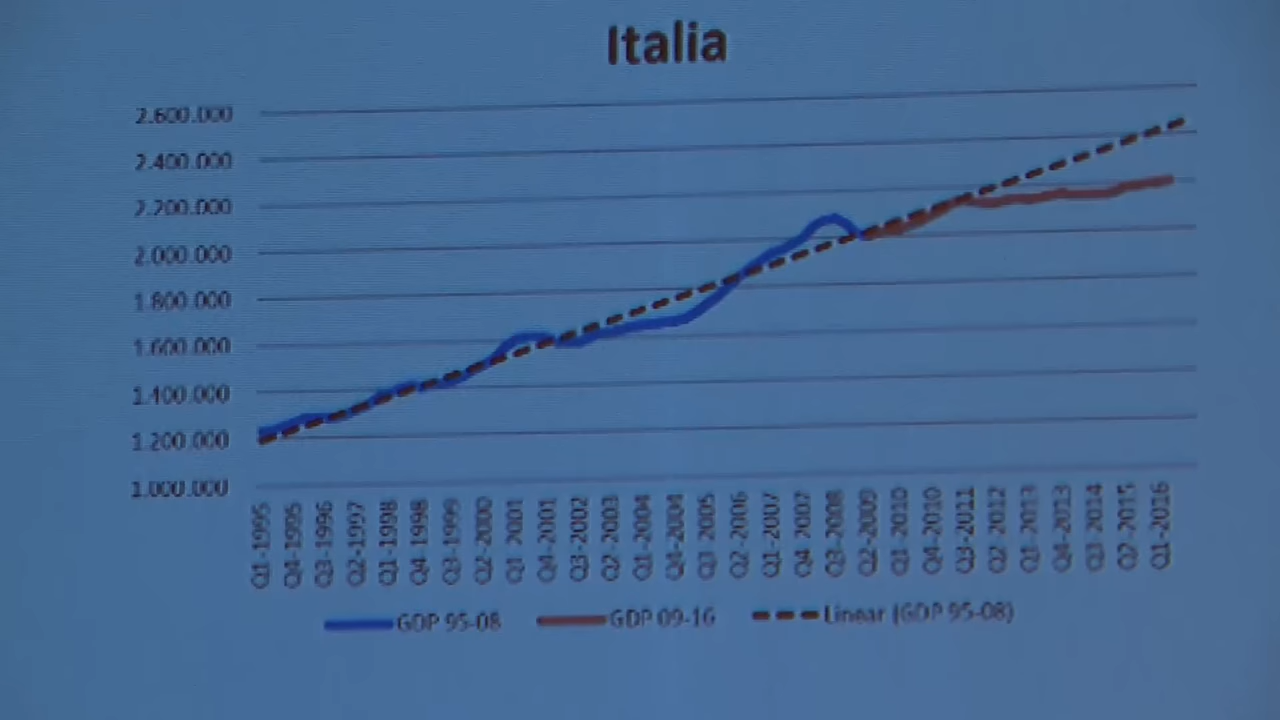 Italia
2.600.000
2.400.000
2.200.000
2.000.000
1.800.000
1.600.000
1.400.000
1.200.000
1.000.000
Q1-1995
Q4-1995
Q3-1996
Q2-1997
Q1-1998
Q4-1998
Q3-1999
Q2-2000
Q1-2001
Q4-2001
Q3-2002
Q2-2003
Q1-2004
Q4-2004
Q3-2005
Q2-2006
Q1-2007
Q4-2007
Q3-2008
Q2-2009
Q1-2010
Q4-2010
Q3-2011
Q2-2012
Q1-2013
Q4-2013
Q3-2014
Q2-2015
Q1-2016
GDP 95-08 GDP 09-16 Linear (GDP 95-08)